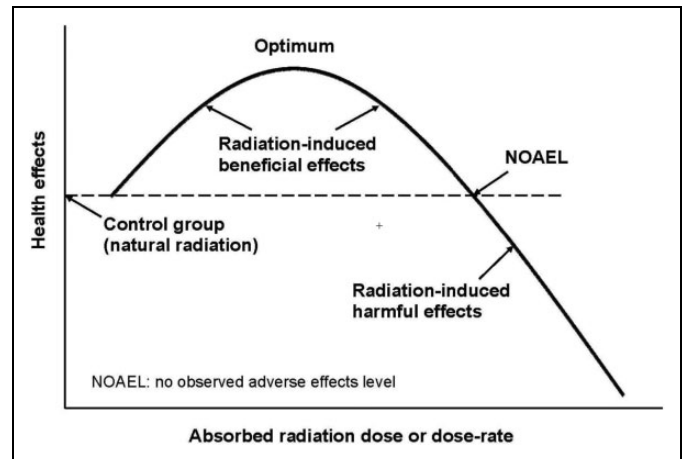 Optimum
Radiation-induced
beneficial effects
NOAEL
Health effects
Control group
(natural radiation)
Radiation-induced
harmful effects
NOAEL: no observed adverse effects level
Absorbed radiation dose or dose-rate